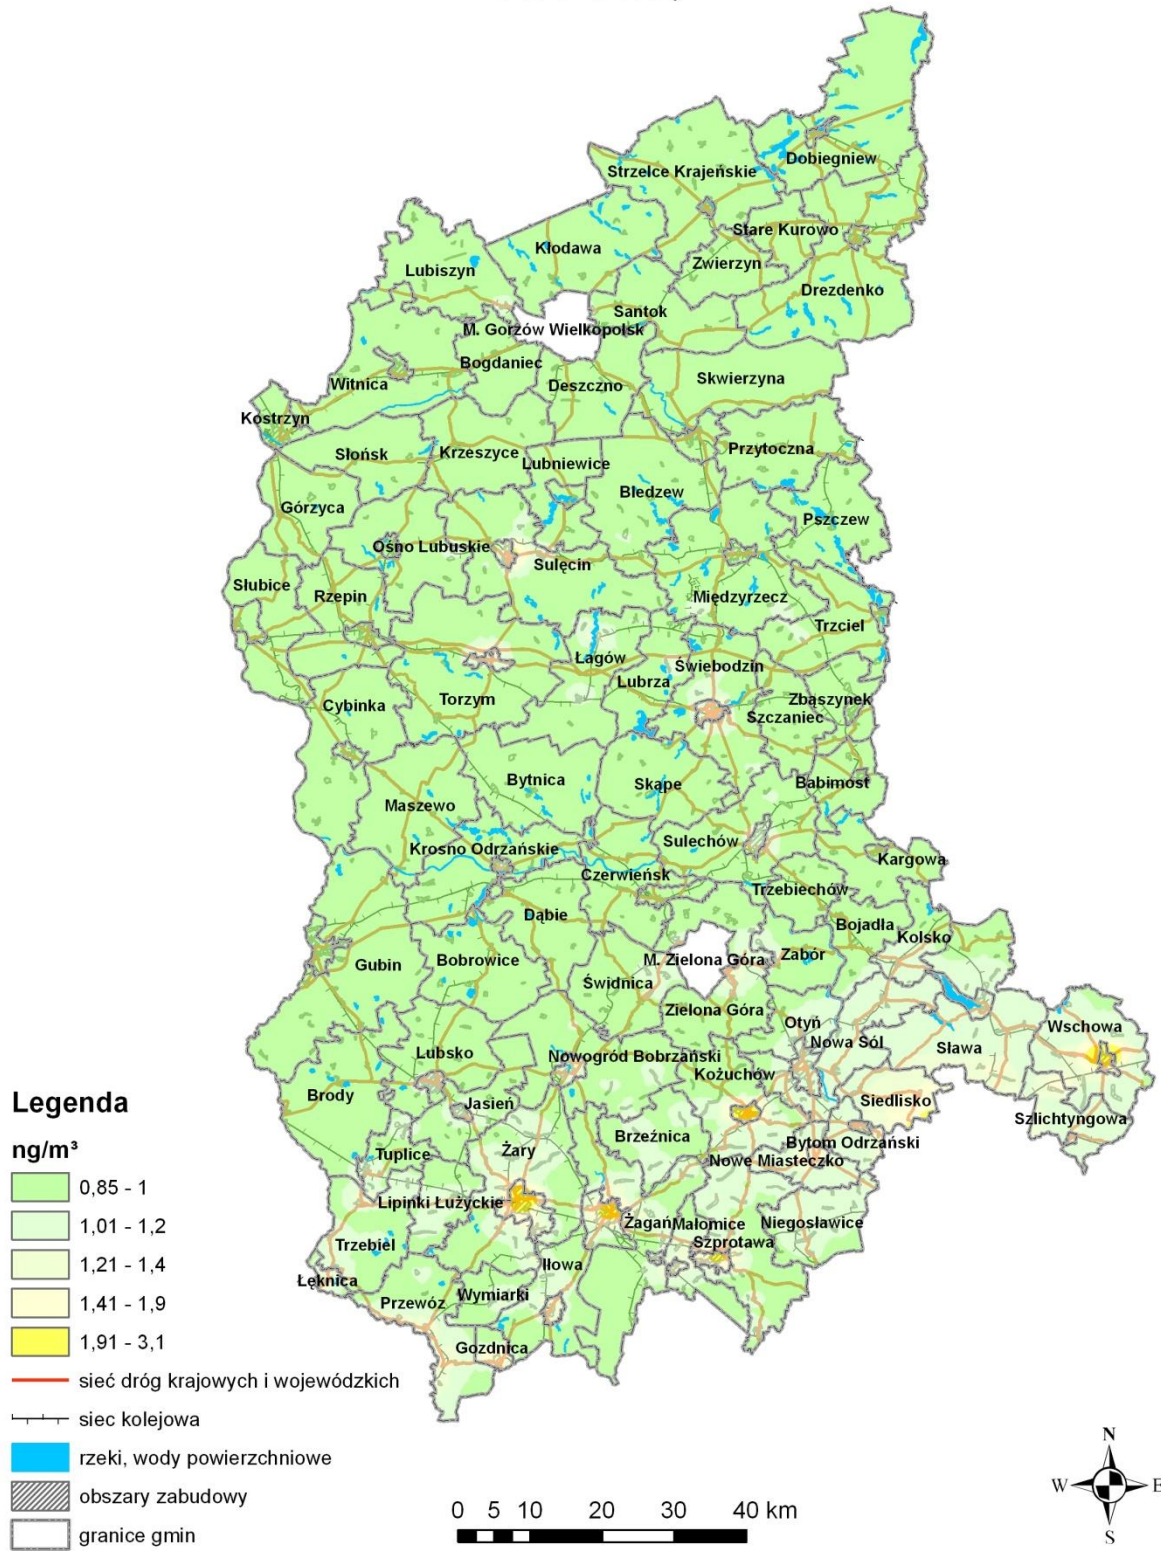 Dobiegniew
Strzelce Krajeńskie
Stare Kurowo
Kłodawa
Zwierzyn
Lubiszyn
Drezdenko
Santok
M. Gorzów Wielkopolsk
Bogdaniec
Skwierzyna
Witnica
Deszczno
Kostrzyn
Przytoczna
Słońsk
Krzeszyce
Lubniewice
Bledzew
Górzyca
Pszczew
Ośno Lubuskie
Sulęcin
Słubice
Rzepin
Międzyrzecz
Trzciel
Łagów
Świebodzin
Lubrza
Torzym
Zbąszynek
Cybinka
Szczaniec
Bytnica
Skąpe
Babimost
Maszewo
Sulechów
Krosno Odrzańskie
Kargowa
Czerwieńsk
Trzebiechów
Dąbie
Bojadla
Kolsko
Zabór
M. Zielona Góra
Bobrowice
Gubin
Świdnica
Zielona Góra
Otyń
Wschowa
Nowa Sól
Sława
Lubsko
Nowogród Bobrzański
Kożuchów
Brody
Siedlisko
Jasień
Szlichtyngowa
Brzeźnica
Bytom Odrzański
Żary
Tuplice
Nowe Miasteczko
Lipinki Łużyckie
Żagań
Małomice
Niegosławice
Szprotawa
Trzebiel
Iłowa
Łęknica
Wymiarki
Przewóz
Gozdnica
Legenda
ng/m³
0,85 - 1
1,01 - 1,2
1,21 - 1,4
1,41 - 1,9
1,91 - 3,1
sieć dróg krajowych i wojewódzkich
siec kolejowa
rzeki, wody powierzchniowe
obszary zabudowy
granice gmin
0 5 10 20 30 40 km
N
W E
S